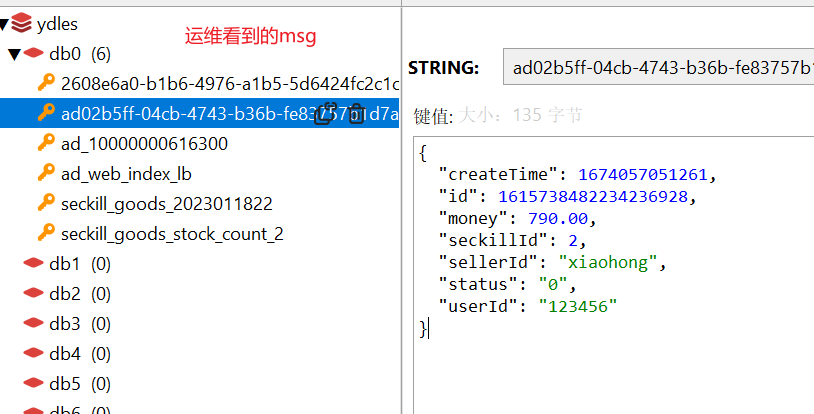 ydles
运维看到的msg
db0 (6)
2608e6a0-b1b6-4976-a1b5-5d6424fc2c1c
ad02b5ff-04cb-4743-b36b-fe83757b1d7a
ad_10000000616300
ad_web_index_lb
seckill_goods_2023011822
seckill_goods_stock_count_2
db1 (0)
db2 (0)
db3 (0)
db4 (0)
db5 (0)
db6 (0)
STRING:
ad02b5ff-04cb-4743-b36b-fe83757b1
键值: 大小: 135 字节
{
"createTime": 1674057051261,
"id": 1615738482234236928,
"money": 790.00,
"seckillId": 2,
"sellerId": "xiaohong",
"status": "0",
"userId": "123456"
}